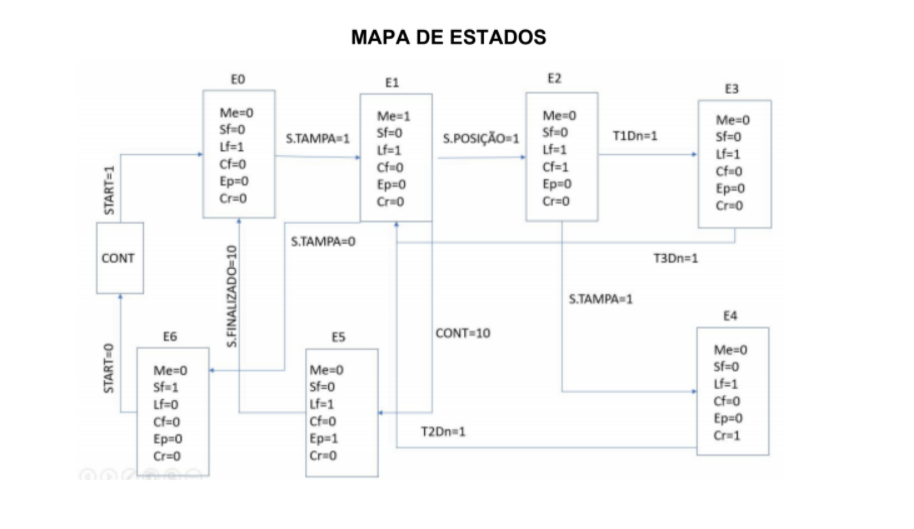 MAPA DE ESTADOS
E0
Me=0
Sf=0
Lf=1
Cf=0
Ep=0
Cr=0
S.TAMPA=1
E1
Me=1
Sf=0
Lf=1
Cf=0
Ep=0
Cr=0
S.POSIÇÃO=1
E2
Me=0
Sf=0
Lf=1
Cf=1
Ep=0
Cr=0
T1Dn=1
E3
Me=0
Sf=0
Lf=1
Cf=0
Ep=0
Cr=0
START=1
CONT
S.TAMPA=0
S.FINALIZADO=10
T3Dn=1
S.TAMPA=1
CONT=10
START=0
E6
Me=0
Sf=1
Lf=0
Cf=0
Ep=0
Cr=0
E5
Me=0
Sf=0
Lf=1
Cf=0
Ep=1
Cr=0
T2Dn=1
E4
Me=0
Sf=0
Lf=1
Cf=0
Ep=0
Cr=1